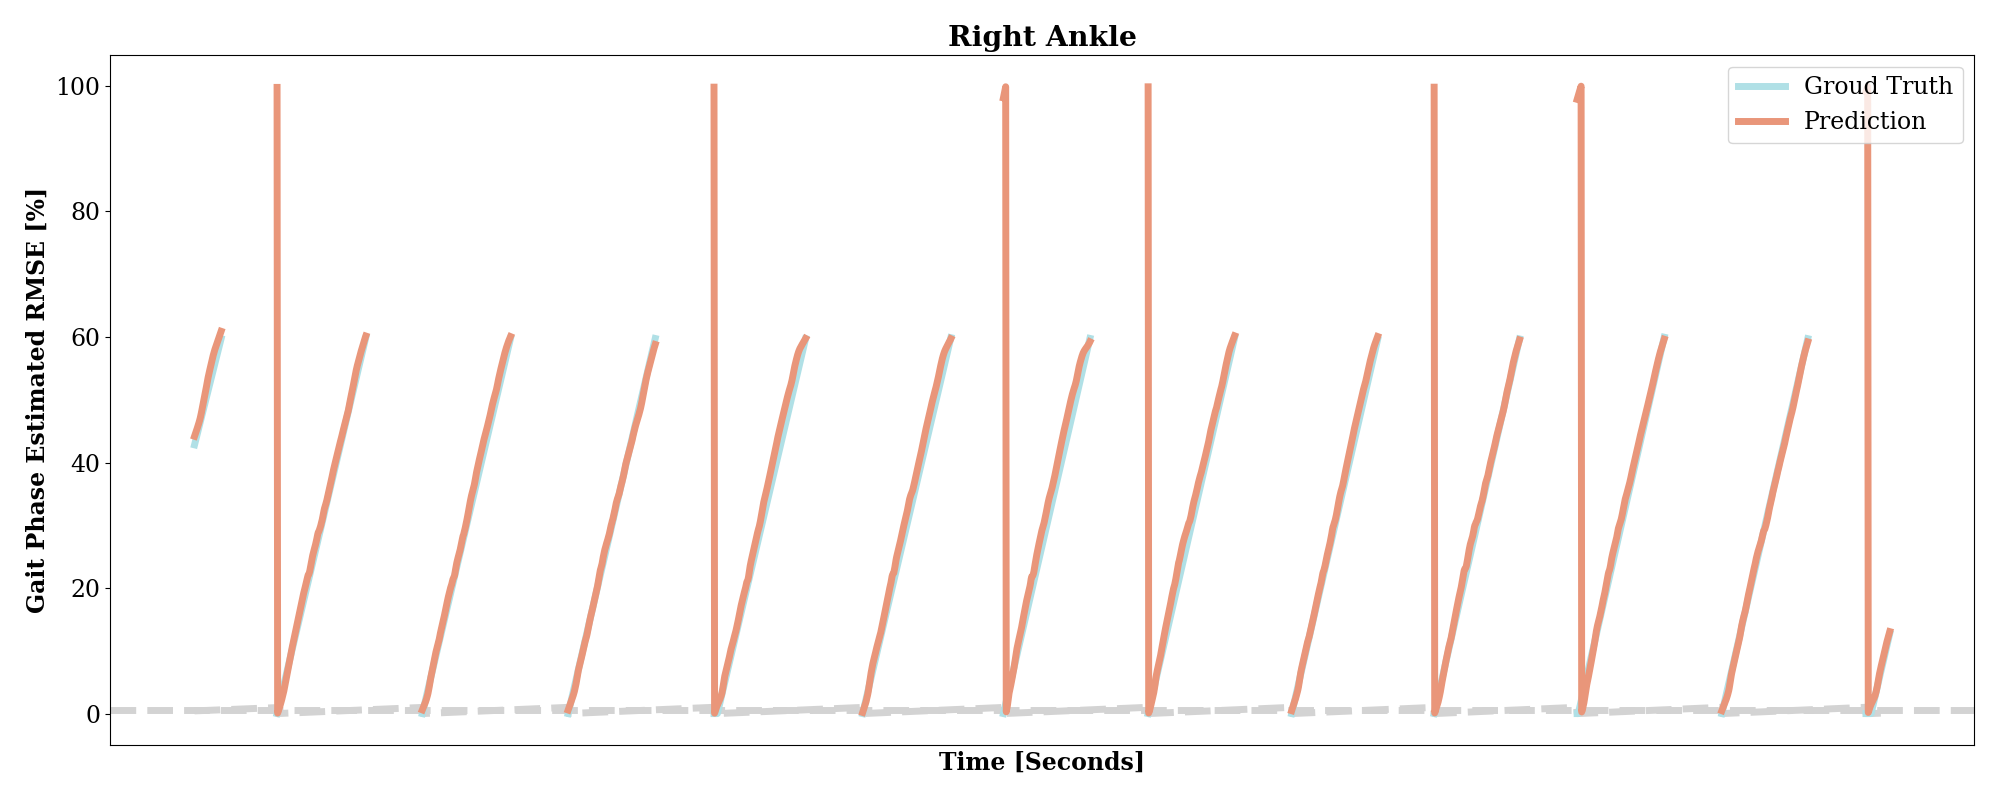 Right Ankle
Gait Phase Estimated RMSE [%]
100
80
60
40
20
0
Groud Truth
Prediction
Time [Seconds]